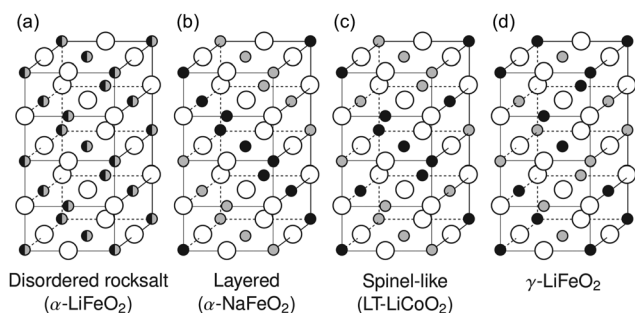 (a) (b) (c) (d)
Disordered rocksalt Layered Spinel-like γ-LiFeO₂
(α-LiFeO₂) (α-NaFeO₂) (LT-LiCoO₂)